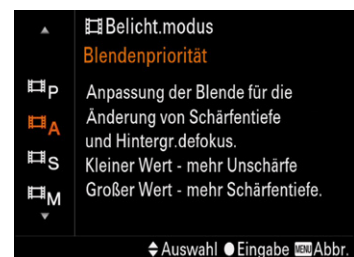 Belicht.modus
Blendenpriorität
P
A
S
M
Anpassung der Blende für die
Änderung von Schärfentiefe
und Hintergr.defokus.
Kleiner Wert - mehr Unschärfe
Großer Wert - mehr Schärfentiefe.
Auswahl Eingabe MENU Abbr.